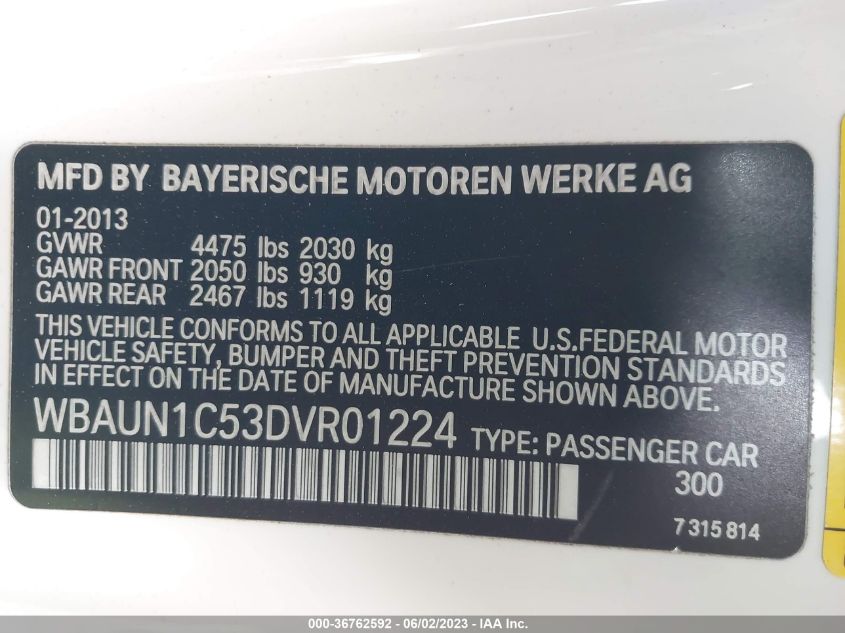 MFD BY BAYERISCHE MOTOREN WERKE AG
01-2013
GVWR 4475 lbs 2030 kg
GAWR FRONT 2050 lbs 930 kg
GAWR REAR 2467 lbs 1119 kg
THIS VEHICLE CONFORMS TO ALL APPLICABLE U.S.FEDERAL MOTOR
VEHICLE SAFETY, BUMPER AND THEFT PREVENTION STANDARDS
IN EFFECT ON THE DATE OF MANUFACTURE SHOWN ABOVE.
WBAUN1C53DVR01224 TYPE: PASSENGER CAR
300
7 315 814
000-36762592 - 06/02/2023 - IAA Inc.